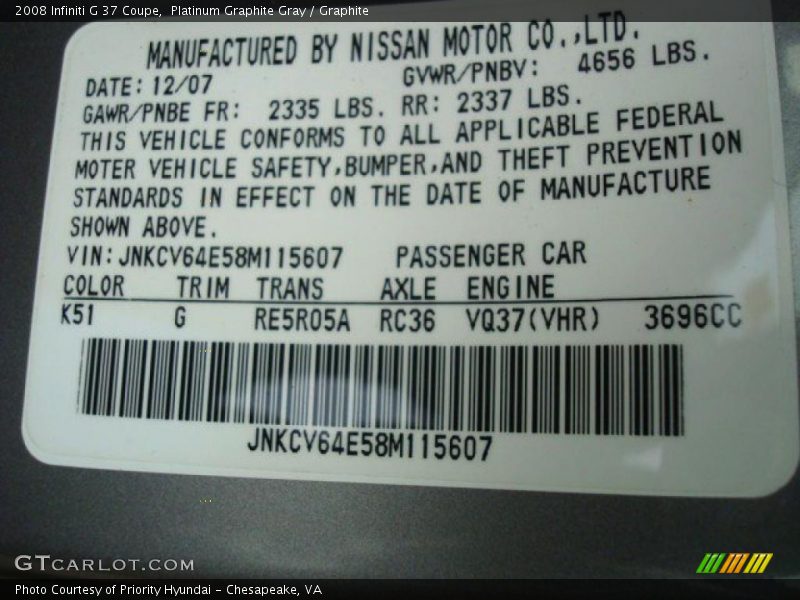 2008 Infiniti G 37 Coupe,  Platinum Graphite Gray / Graphite
MANUFACTURED BY NISSAN MOTOR CO.,LTD.
DATE: 12/07 GVWR/PNBV: 4656 LBS.
GAWR/PNBE FR: 2335 LBS. RR: 2337 LBS.
THIS VEHICLE CONFORMS TO ALL APPLICABLE FEDERAL
MOTER VEHICLE SAFETY,BUMPER,AND THEFT PREVENTION
STANDARDS IN EFFECT ON THE DATE OF MANUFACTURE
SHOWN ABOVE.
VIN: JNKCV64E58M115607 PASSENGER CAR
COLOR TRIM TRANS AXLE ENGINE
K51 G RE5R05A RC36 VQ37(VHR) 3696CC
JNKCV64E58M115607
GTCARLOT.COM
Photo Courtesy of Priority Hyundai - Chesapeake, VA